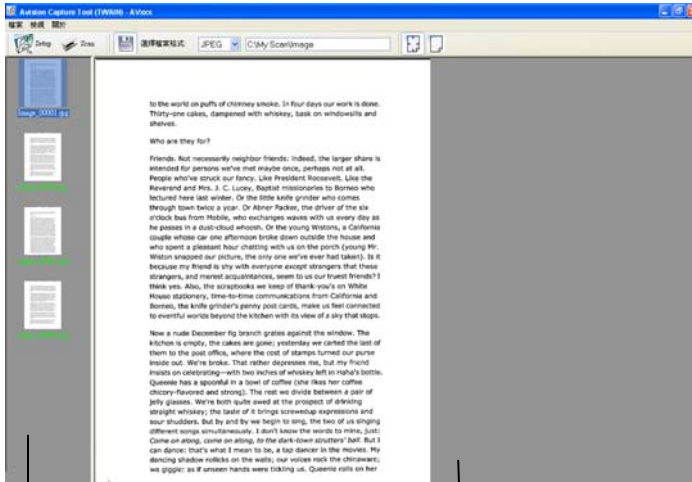 Avision Capture Tool (TWAIN) - AVxxx
檔案 檢視 關於
Setup Scan 選擇檔案格式: JPEG C:\My Scan\Image
Image_00001.jpg
to the world on puffs of chimney smoke. In four days our work is done.
Thirty-one cakes, dampened with whiskey, bask on windowsills and
shelves.
Who are they for?
Friends. Not necessarily neighbor friends: indeed, the larger share is
intended for persons we've met maybe once, perhaps not at all.
People who've struck our fancy. Like President Roosevelt. Like the
Reverend and Mrs. J. C. Lucey, Baptist missionaries to Borneo who
lectured here last winter. Or the little knife grinder who comes
through town twice a year. Or Abner Packer, the driver of the six
o'clock bus from Mobile, who exchanges waves with us every day as
he passes in a dust-cloud whoosh. Or the young Wistons, a California
couple whose car one afternoon broke down outside the house and
who spent a pleasant hour chatting with us on the porch (young Mr.
Wiston snapped our picture, the only one we've ever had taken). Is it
because my friend is shy with everyone except strangers that these
strangers, and merest acquaintances, seem to us our truest friends? I
think yes. Also, the scrapbooks we keep of thank-you's on White
House stationery, time-to-time communications from California and
Borneo, the knife grinder's penny post cards, make us feel connected
to eventful worlds beyond the kitchen with its view of a sky that stops.
Now a nude December fig branch grates against the window. The
kitchen is empty, the cakes are gone; yesterday we carted the last of
them to the post office, where the cost of stamps turned our purse
inside out. We're broke. That rather depresses me, but my friend
insists on celebrating—with two inches of whiskey left in Haha's bottle.
Queenie has a spoonful in a bowl of coffee (she likes her coffee
chicory-flavored and strong). The rest we divide between a pair of
jelly glasses. We're both quite awed at the prospect of drinking
straight whiskey; the taste of it brings screwedup expressions and
sour shudders. But by and by we begin to sing, the two of us singing
different songs simultaneously. I don't know the words to mine, just:
Come on along, come on along, to the dark-town strutters' ball. But I
can dance: that's what I mean to be, a tap dancer in the movies. My
dancing shadow rollicks on the walls; our voices rock the chinaware;
we giggle: as if unseen hands were tickling us. Queenie rolls on her